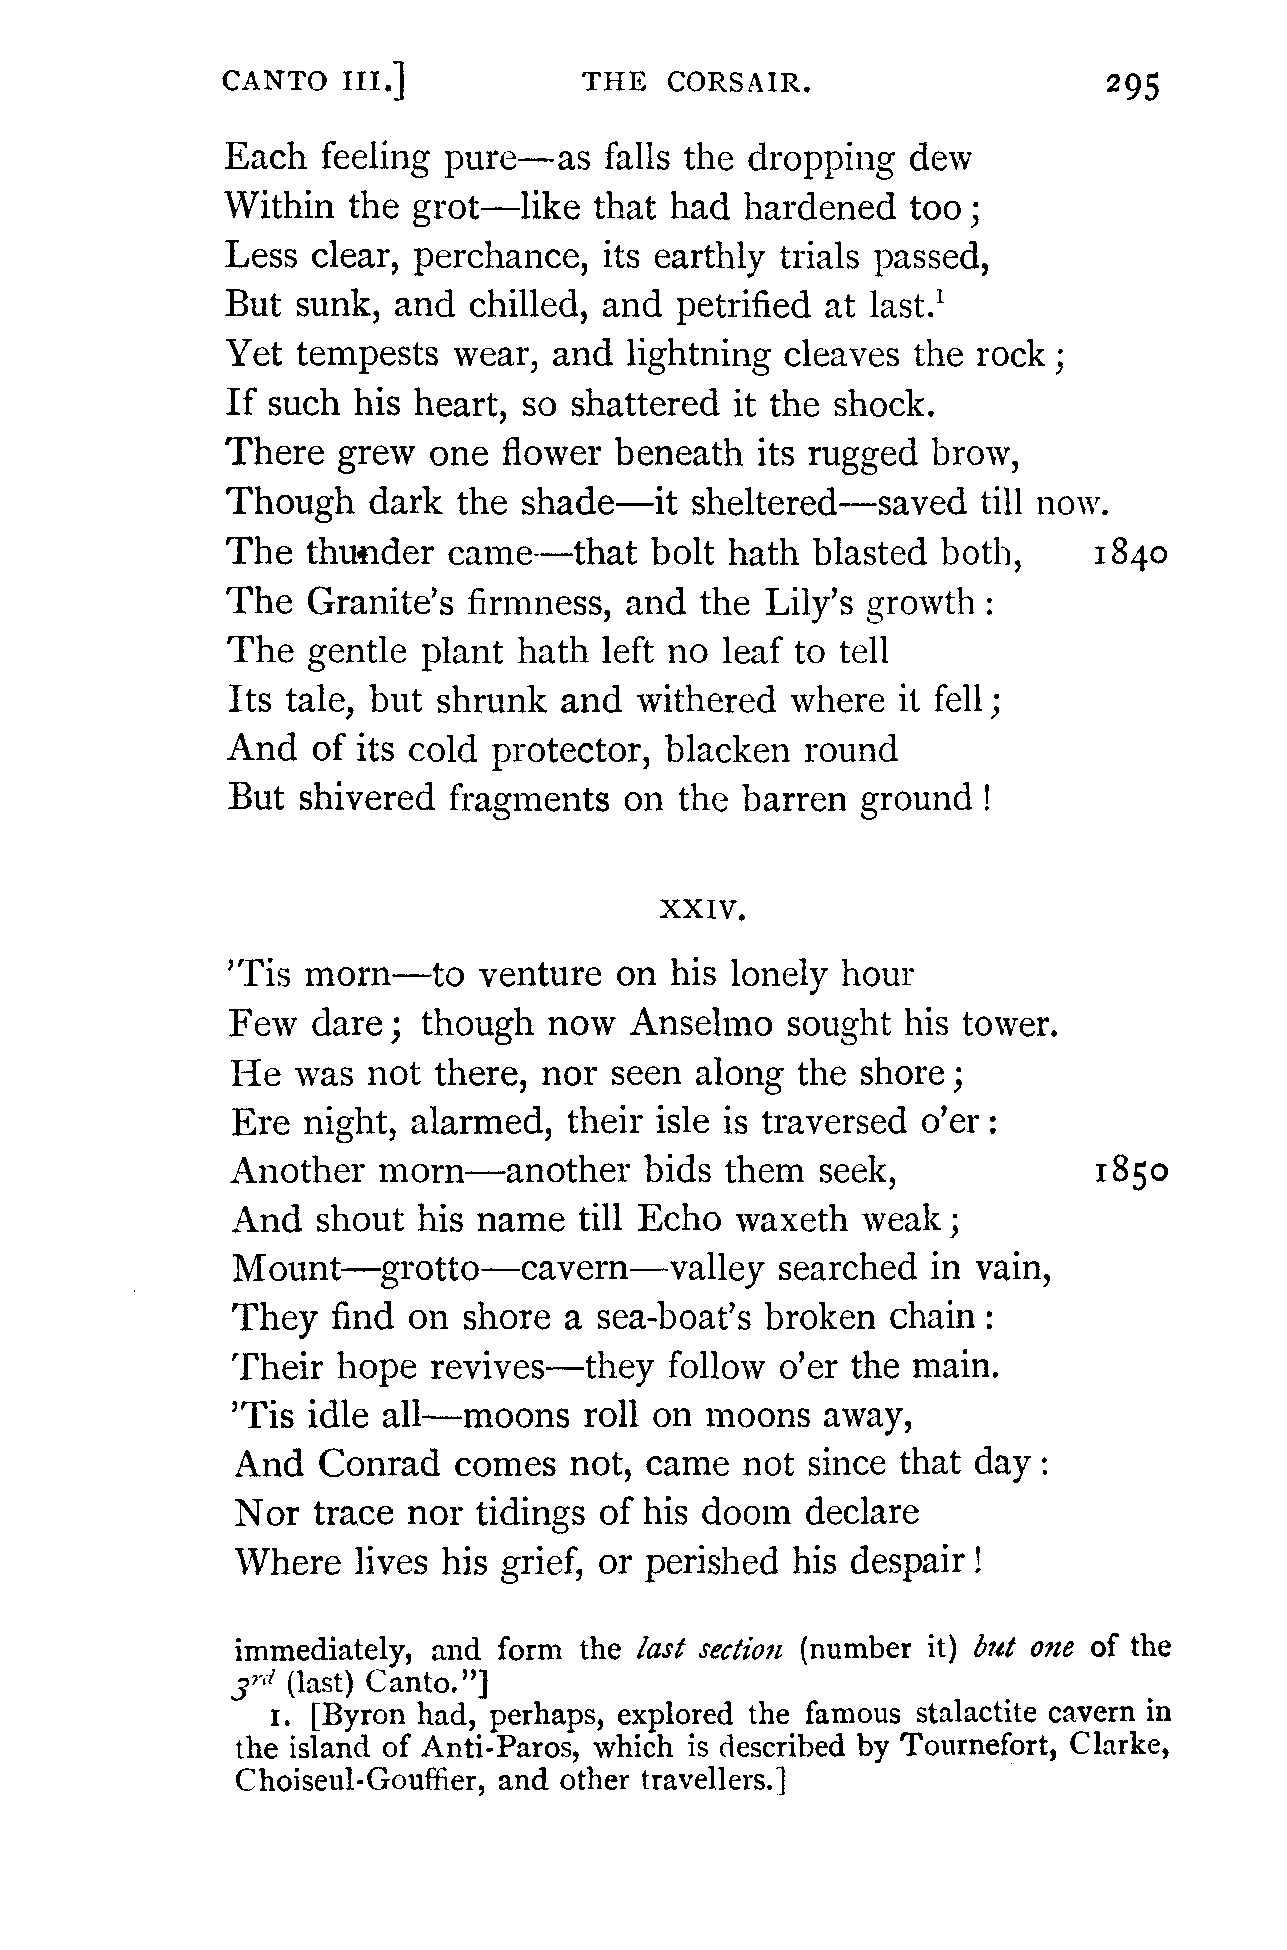 CANTO III.] THE CORSAIR. 295
Each feeling pure—as falls the dropping dew
Within the grot—like that had hardened too;
Less clear, perchance, its earthly trials passed,
But sunk, and chilled, and petrified at last.¹
Yet tempests wear, and lightning cleaves the rock;
If such his heart, so shattered it the shock.
There grew one flower beneath its rugged brow,
Though dark the shade—it sheltered—saved till now.
The thunder came—that bolt hath blasted both, 1840
The Granite's firmness, and the Lily's growth:
The gentle plant hath left no leaf to tell
Its tale, but shrunk and withered where it fell;
And of its cold protector, blacken round
But shivered fragments on the barren ground!
XXIV.
'Tis morn—to venture on his lonely hour
Few dare; though now Anselmo sought his tower.
He was not there, nor seen along the shore;
Ere night, alarmed, their isle is traversed o'er:
Another morn—another bids them seek, 1850
And shout his name till Echo waxeth weak;
Mount—grotto—cavern—valley searched in vain,
They find on shore a sea-boat's broken chain:
Their hope revives—they follow o'er the main.
'Tis idle all—moons roll on moons away,
And Conrad comes not, came not since that day:
Nor trace nor tidings of his doom declare
Where lives his grief, or perished his despair!
immediately, and form the last section (number it) but one of the
3rd (last) Canto."]
1. [Byron had, perhaps, explored the famous stalactite cavern in
the island of Anti-Paros, which is described by Tournefort, Clarke,
Choiseul-Gouffier, and other travellers.]